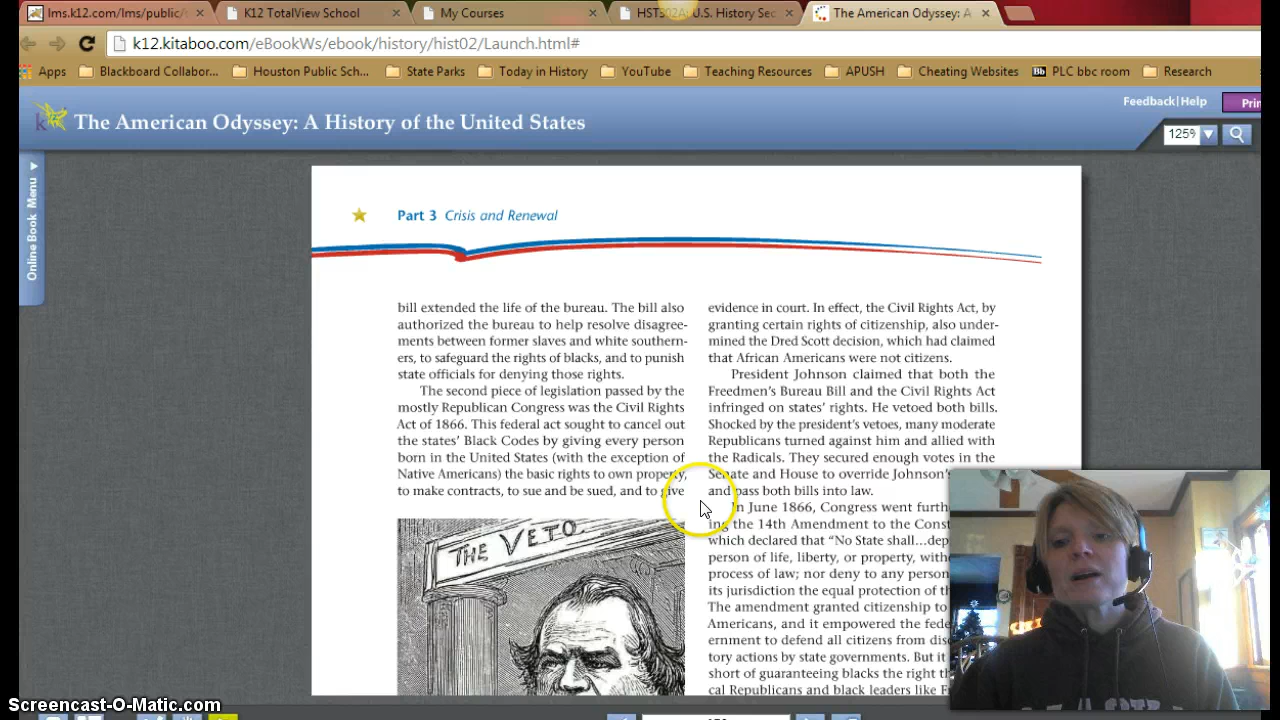 lms.k12.com/lms/public/
K12 TotalView School
My Courses
HST302A: U.S. History Sec
The American Odyssey: A
k12.kitaboo.com/eBookWs/ebook/history/hist02/Launch.html#
Apps
Blackboard Collabor...
Houston Public Sch...
State Parks
Today in History
YouTube
Teaching Resources
APUSH
Cheating Websites
Bb PLC bbc room
Research
Feedback|Help
Prin
The American Odyssey: A History of the United States
125%
Online Book Menu
Part 3 Crisis and Renewal
bill extended the life of the bureau. The bill also
authorized the bureau to help resolve disagree-
ments between former slaves and white southern-
ers, to safeguard the rights of blacks, and to punish
state officials for denying those rights.
The second piece of legislation passed by the
mostly Republican Congress was the Civil Rights
Act of 1866. This federal act sought to cancel out
the states' Black Codes by giving every person
born in the United States (with the exception of
Native Americans) the basic rights to own property,
to make contracts, to sue and be sued, and to give
THE VETO
evidence in court. In effect, the Civil Rights Act, by
granting certain rights of citizenship, also under-
mined the Dred Scott decision, which had claimed
that African Americans were not citizens.
President Johnson claimed that both the
Freedmen's Bureau Bill and the Civil Rights Act
infringed on states' rights. He vetoed both bills.
Shocked by the president's vetoes, many moderate
Republicans turned against him and allied with
the Radicals. They secured enough votes in the
Senate and House to override Johnson's
and pass both bills into law.
In June 1866, Congress went furth
ing the 14th Amendment to the Const
which declared that “No State shall...dep
person of life, liberty, or property, witho
process of law; nor deny to any person
its jurisdiction the equal protection of th
The amendment granted citizenship to
Americans, and it empowered the fede
ernment to defend all citizens from disc
tory actions by state governments. But it
short of guaranteeing blacks the right th
cal Republicans and black leaders like Fr
Screencast-O-Matic.com